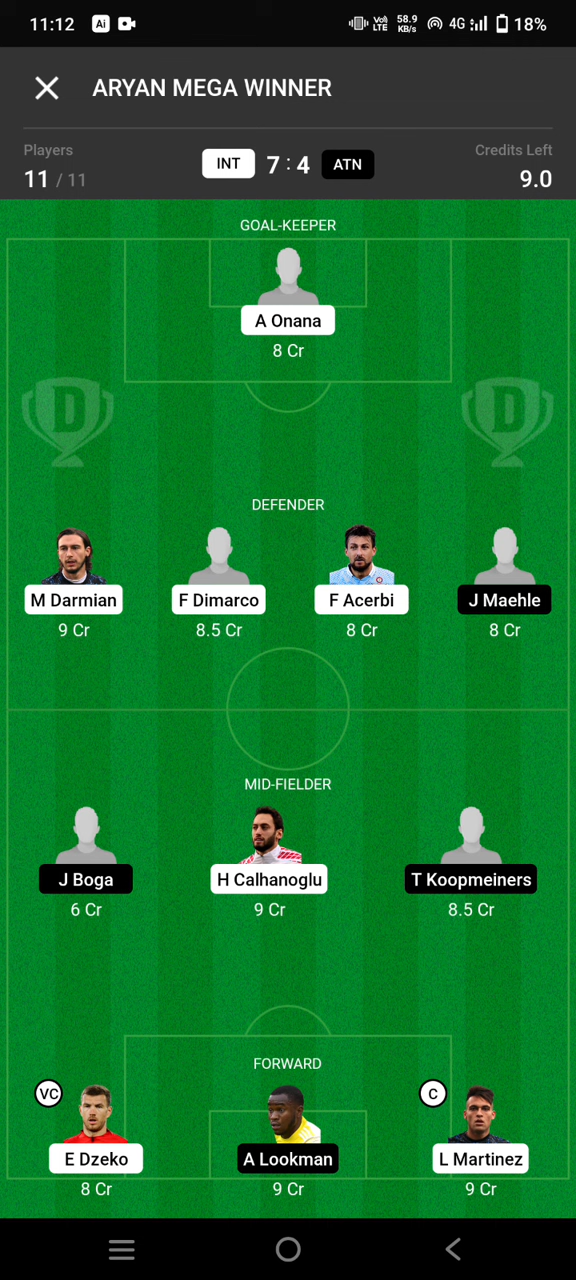 11:12 Ai Vo) LTE 58.9 KB/s 4G 18%
ARYAN MEGA WINNER
Players Credits Left
11 / 11 INT 7 : 4 ATN 9.0
GOAL-KEEPER
A Onana
8 Cr
D D
DEFENDER
M Darmian F Dimarco F Acerbi J Maehle
9 Cr 8.5 Cr 8 Cr 8 Cr
MID-FIELDER
J Boga H Calhanoglu T Koopmeiners
6 Cr 9 Cr 8.5 Cr
FORWARD
VC C
E Dzeko A Lookman L Martinez
8 Cr 9 Cr 9 Cr